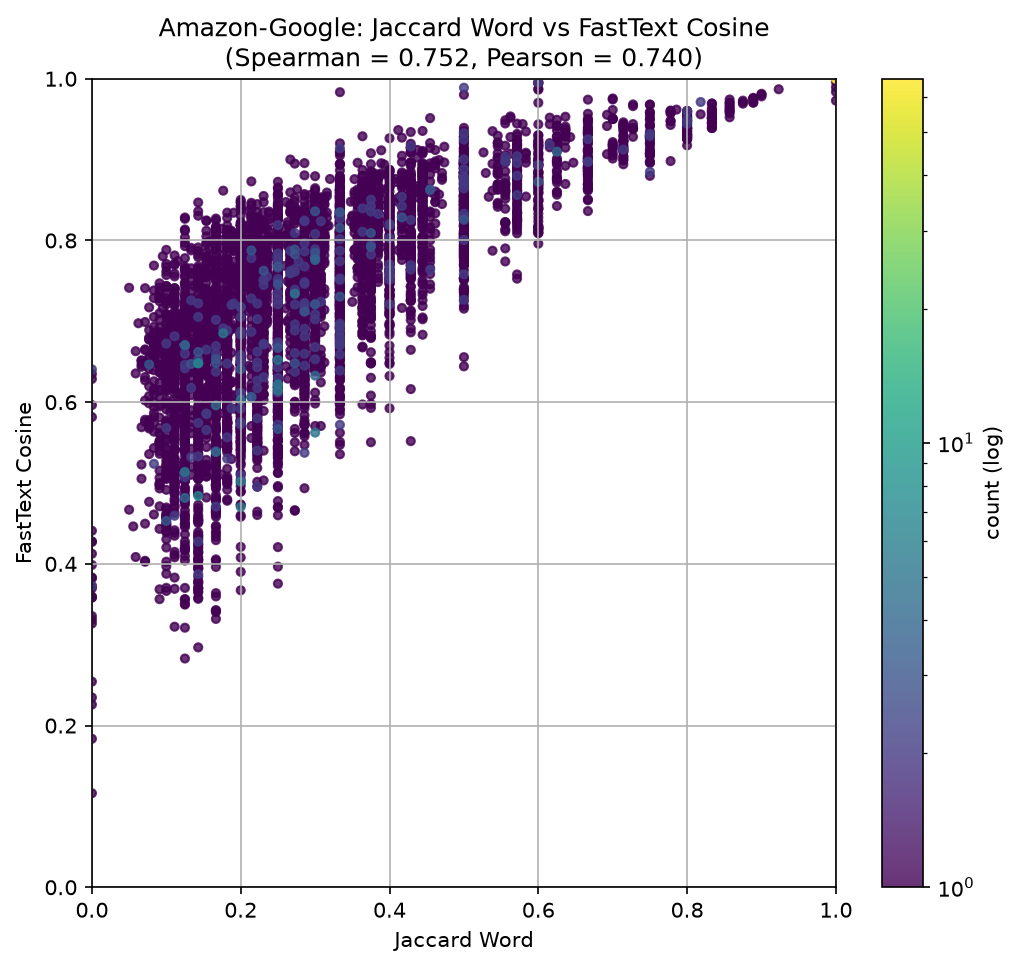 Amazon-Google: Jaccard Word vs FastText Cosine
(Spearman = 0.752, Pearson = 0.740)
1.0
0.8
0.6
0.4
0.2
0.0
FastText Cosine
0.0 0.2 0.4 0.6 0.8 1.0
Jaccard Word
10¹
10⁰
count (log)